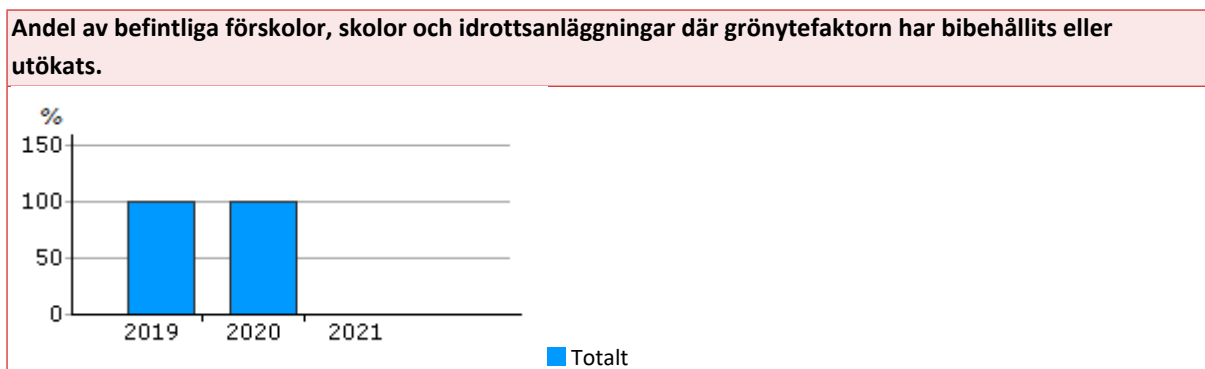 Andel av befintliga förskolor, skolor och idrottsanläggningar där grönytefaktorn har bibehållits eller
utökats.
%
150
100
50
0
2019 2020 2021
Totalt